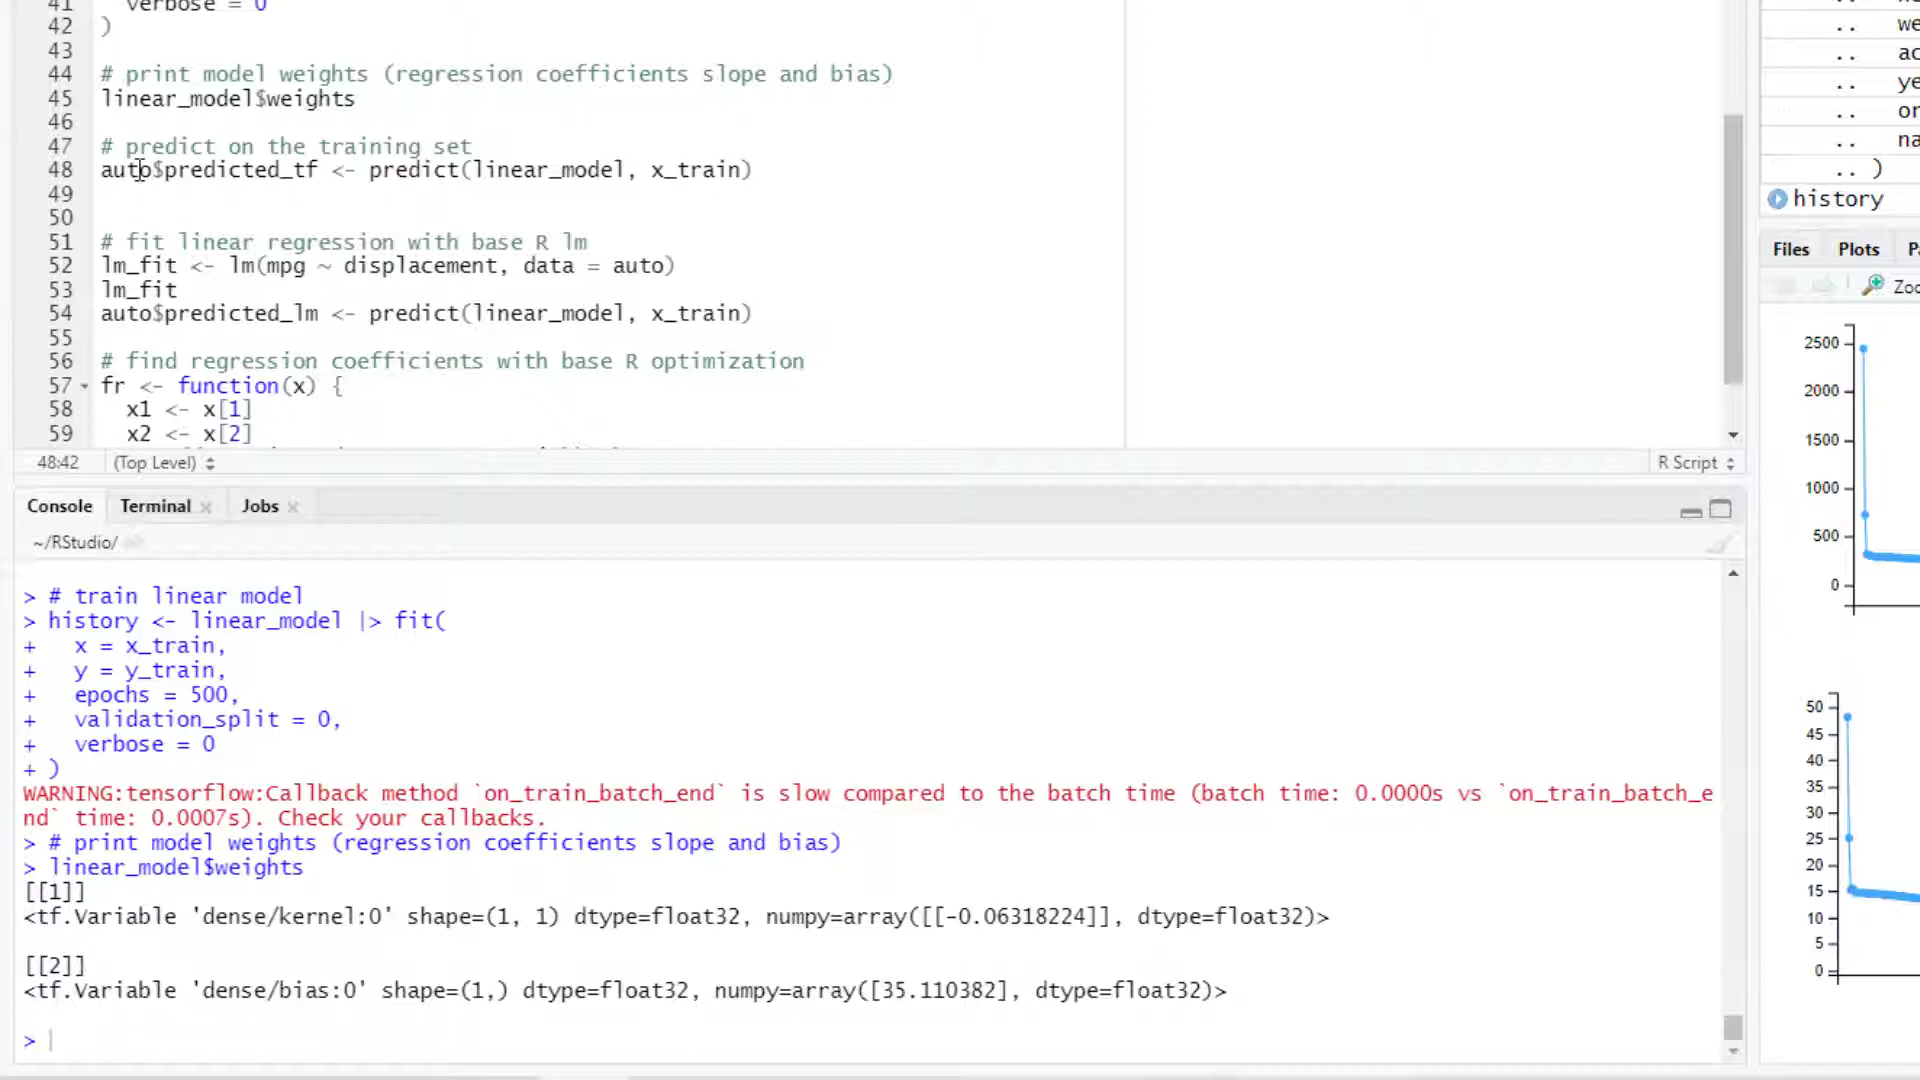 41 verbose = 0
42 )
43
44 # print model weights (regression coefficients slope and bias)
45 linear_model$weights
46
47 # predict on the training set
48 auto$predicted_tf <- predict(linear_model, x_train)
49
50
51 # fit linear regression with base R lm
52 lm_fit <- lm(mpg ~ displacement, data = auto)
53 lm_fit
54 auto$predicted_lm <- predict(linear_model, x_train)
55
56 # find regression coefficients with base R optimization
57 fr <- function(x) {
58 x1 <- x[1]
59 x2 <- x[2]
48:42 (Top Level) R Script
Console Terminal Jobs
~/RStudio/
> # train linear model
> history <- linear_model |> fit(
+ x = x_train,
+ y = y_train,
+ epochs = 500,
+ validation_split = 0,
+ verbose = 0
+ )
WARNING:tensorflow:Callback method `on_train_batch_end` is slow compared to the batch time (batch time: 0.0000s vs `on_train_batch_e
nd` time: 0.0007s). Check your callbacks.
> # print model weights (regression coefficients slope and bias)
> linear_model$weights
[[1]]
<tf.Variable 'dense/kernel:0' shape=(1, 1) dtype=float32, numpy=array([[-0.06318224]], dtype=float32)>
[[2]]
<tf.Variable 'dense/bias:0' shape=(1,) dtype=float32, numpy=array([35.110382], dtype=float32)>
>
.. we
.. ac
.. ye
.. or
.. na
.. )
history
Files Plots Pa
Zoo
2500
2000
1500
1000
500
0
50
45
40
35
30
25
20
15
10
5
0